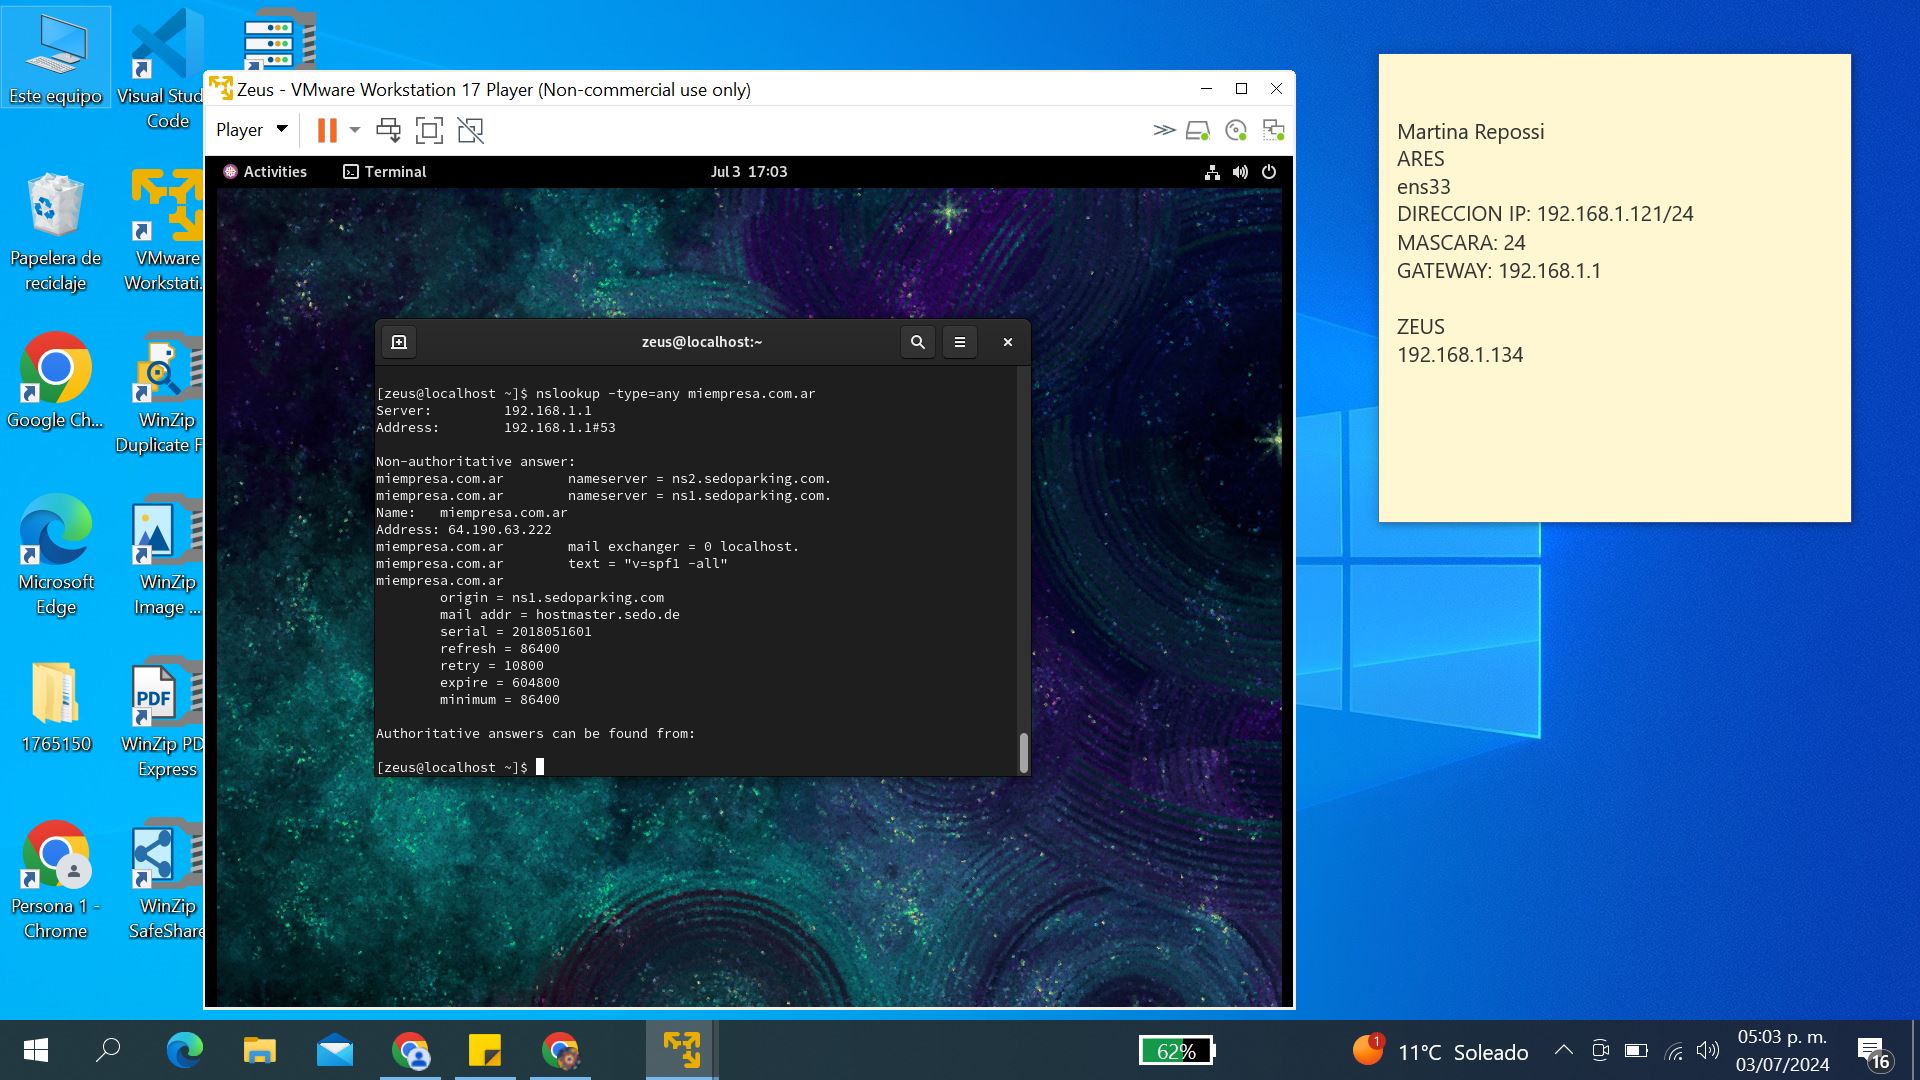 Este equipo
Visual Stud
Code
Papelera de
reciclaje
VMware
Workstati...
Google Ch...
WinZip
Duplicate F
Microsoft
Edge
WinZip
Image ...
1765150
PDF
WinZip PD
Express
Persona 1 -
Chrome
WinZip
SafeShare
Zeus - VMware Workstation 17 Player (Non-commercial use only)
Player
Activities
Terminal
Jul 3 17:03
zeus@localhost:~
[zeus@localhost ~]$ nslookup -type=any miempresa.com.ar
Server: 192.168.1.1
Address: 192.168.1.1#53
Non-authoritative answer:
miempresa.com.ar nameserver = ns2.sedoparking.com.
miempresa.com.ar nameserver = ns1.sedoparking.com.
Name: miempresa.com.ar
Address: 64.190.63.222
miempresa.com.ar mail exchanger = 0 localhost.
miempresa.com.ar text = "v=spf1 -all"
miempresa.com.ar
origin = ns1.sedoparking.com
mail addr = hostmaster.sedo.de
serial = 2018051601
refresh = 86400
retry = 10800
expire = 604800
minimum = 86400
Authoritative answers can be found from:
[zeus@localhost ~]$
Martina Repossi
ARES
ens33
DIRECCION IP: 192.168.1.121/24
MASCARA: 24
GATEWAY: 192.168.1.1
ZEUS
192.168.1.134
62%
1
11°C Soleado
05:03 p. m.
03/07/2024
16